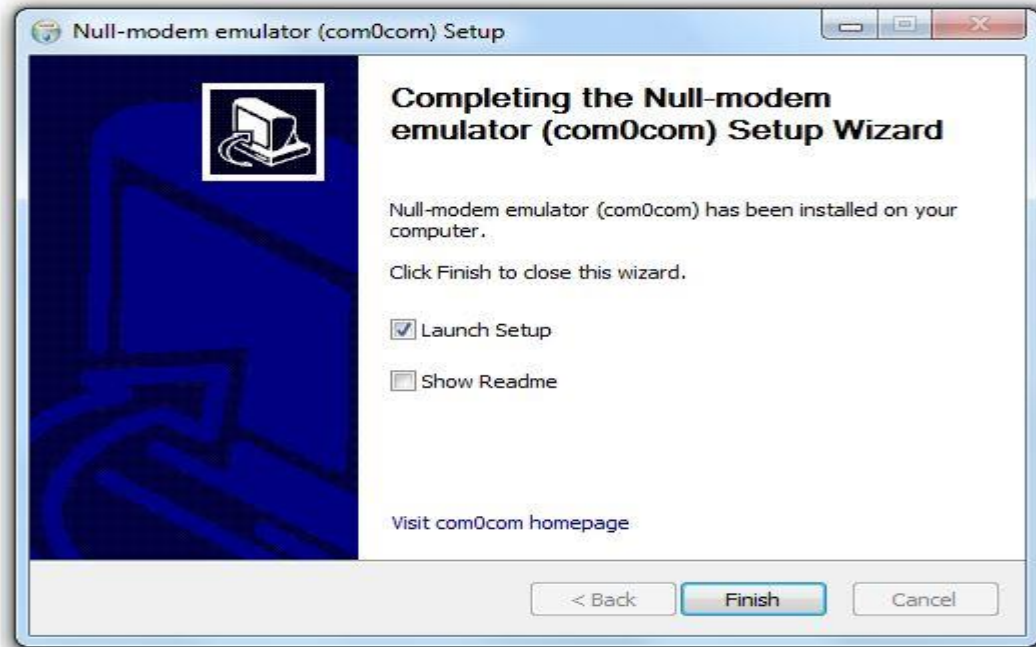 Null-modem emulator (com0com) Setup
Completing the Null-modem
emulator (com0com) Setup Wizard
Null-modem emulator (com0com) has been installed on your
computer.
Click Finish to close this wizard.
Launch Setup
Show Readme
Visit com0com homepage
< Back Finish Cancel